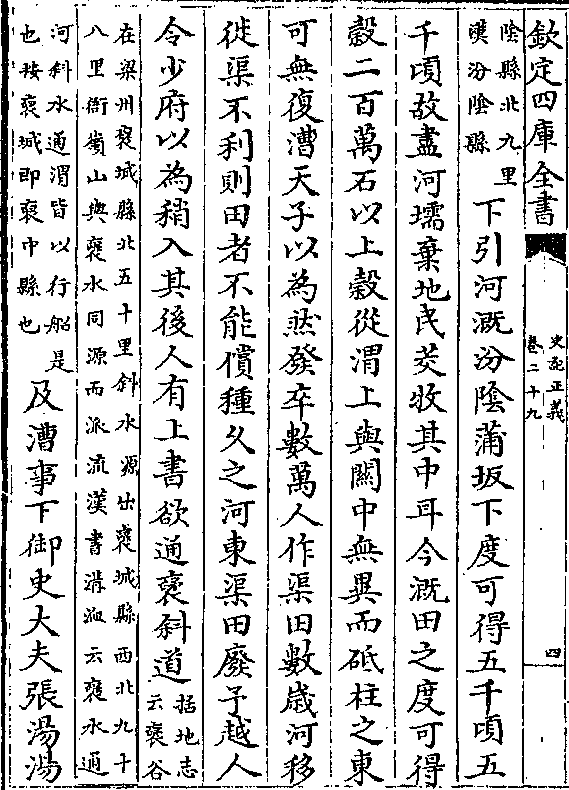 欽定四庫全書
史記正義
卷二十九
四
陰縣北九里
漢汾陰縣
下引河溉汾陰蒲坂下度可得五千頃五
千頃故盡河壖棄地民茭牧其中耳今溉田之度可得
穀二百萬石以上穀從渭上與關中無異而砥柱之東
可無復漕天子以為然發卒數萬人作渠田數歲河移
徙渠不利則田者不能償種久之河東渠田廢予越人
令少府以為稍入其後人有上書欲通褒斜道
括地志
云褒谷
在梁州褒城縣北五十里斜水源出褒城縣西北九十
八里衙嶺山與褒水同源而派流漢書溝洫云褒水通
河斜水通渭皆以行船是
也按褒城即褒中縣也
及漕事下御史大夫張湯湯